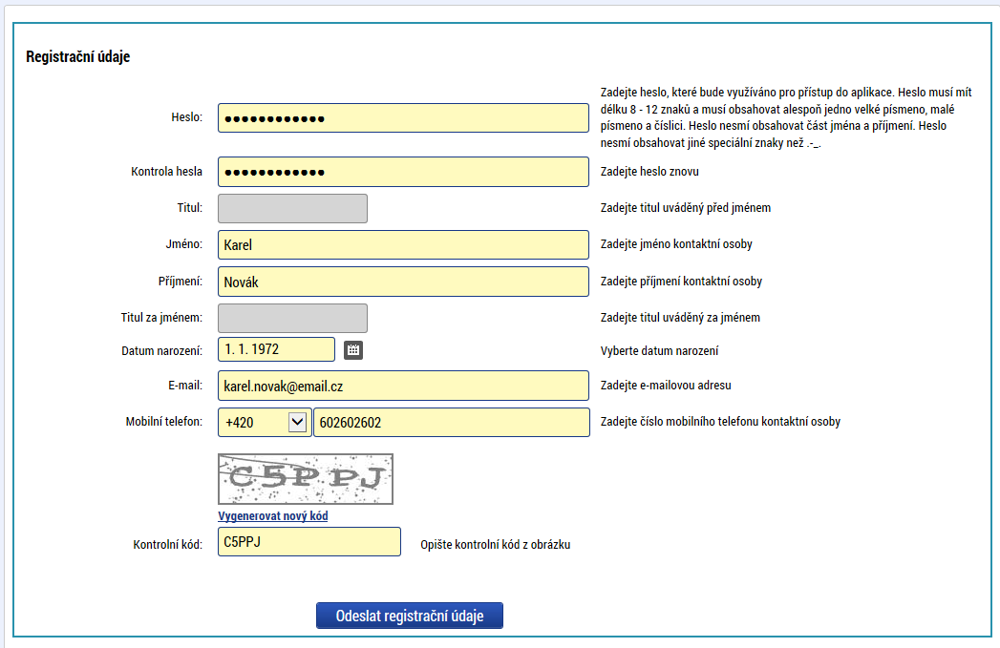 Registrační údaje
Heslo: ●●●●●●●●●●●● Zadejte heslo, které bude využíváno pro přístup do aplikace. Heslo musí mít
délku 8 - 12 znaků a musí obsahovat alespoň jedno velké písmeno, malé
písmeno a číslici. Heslo nesmí obsahovat část jména a příjmení. Heslo
nesmí obsahovat jiné speciální znaky než .-_.
Kontrola hesla ●●●●●●●●●●●● Zadejte heslo znovu
Titul: Zadejte titul uváděný před jménem
Jméno: Karel Zadejte jméno kontaktní osoby
Příjmení: Novák Zadejte příjmení kontaktní osoby
Titul za jménem: Zadejte titul uváděný za jménem
Datum narození: 1. 1. 1972 Vyberte datum narození
E-mail: karel.novak@email.cz Zadejte e-mailovou adresu
Mobilní telefon: +420 602602602 Zadejte číslo mobilního telefonu kontaktní osoby
C5PPJ
Vygenerovat nový kód
Kontrolní kód: C5PPJ Opište kontrolní kód z obrázku
Odeslat registrační údaje